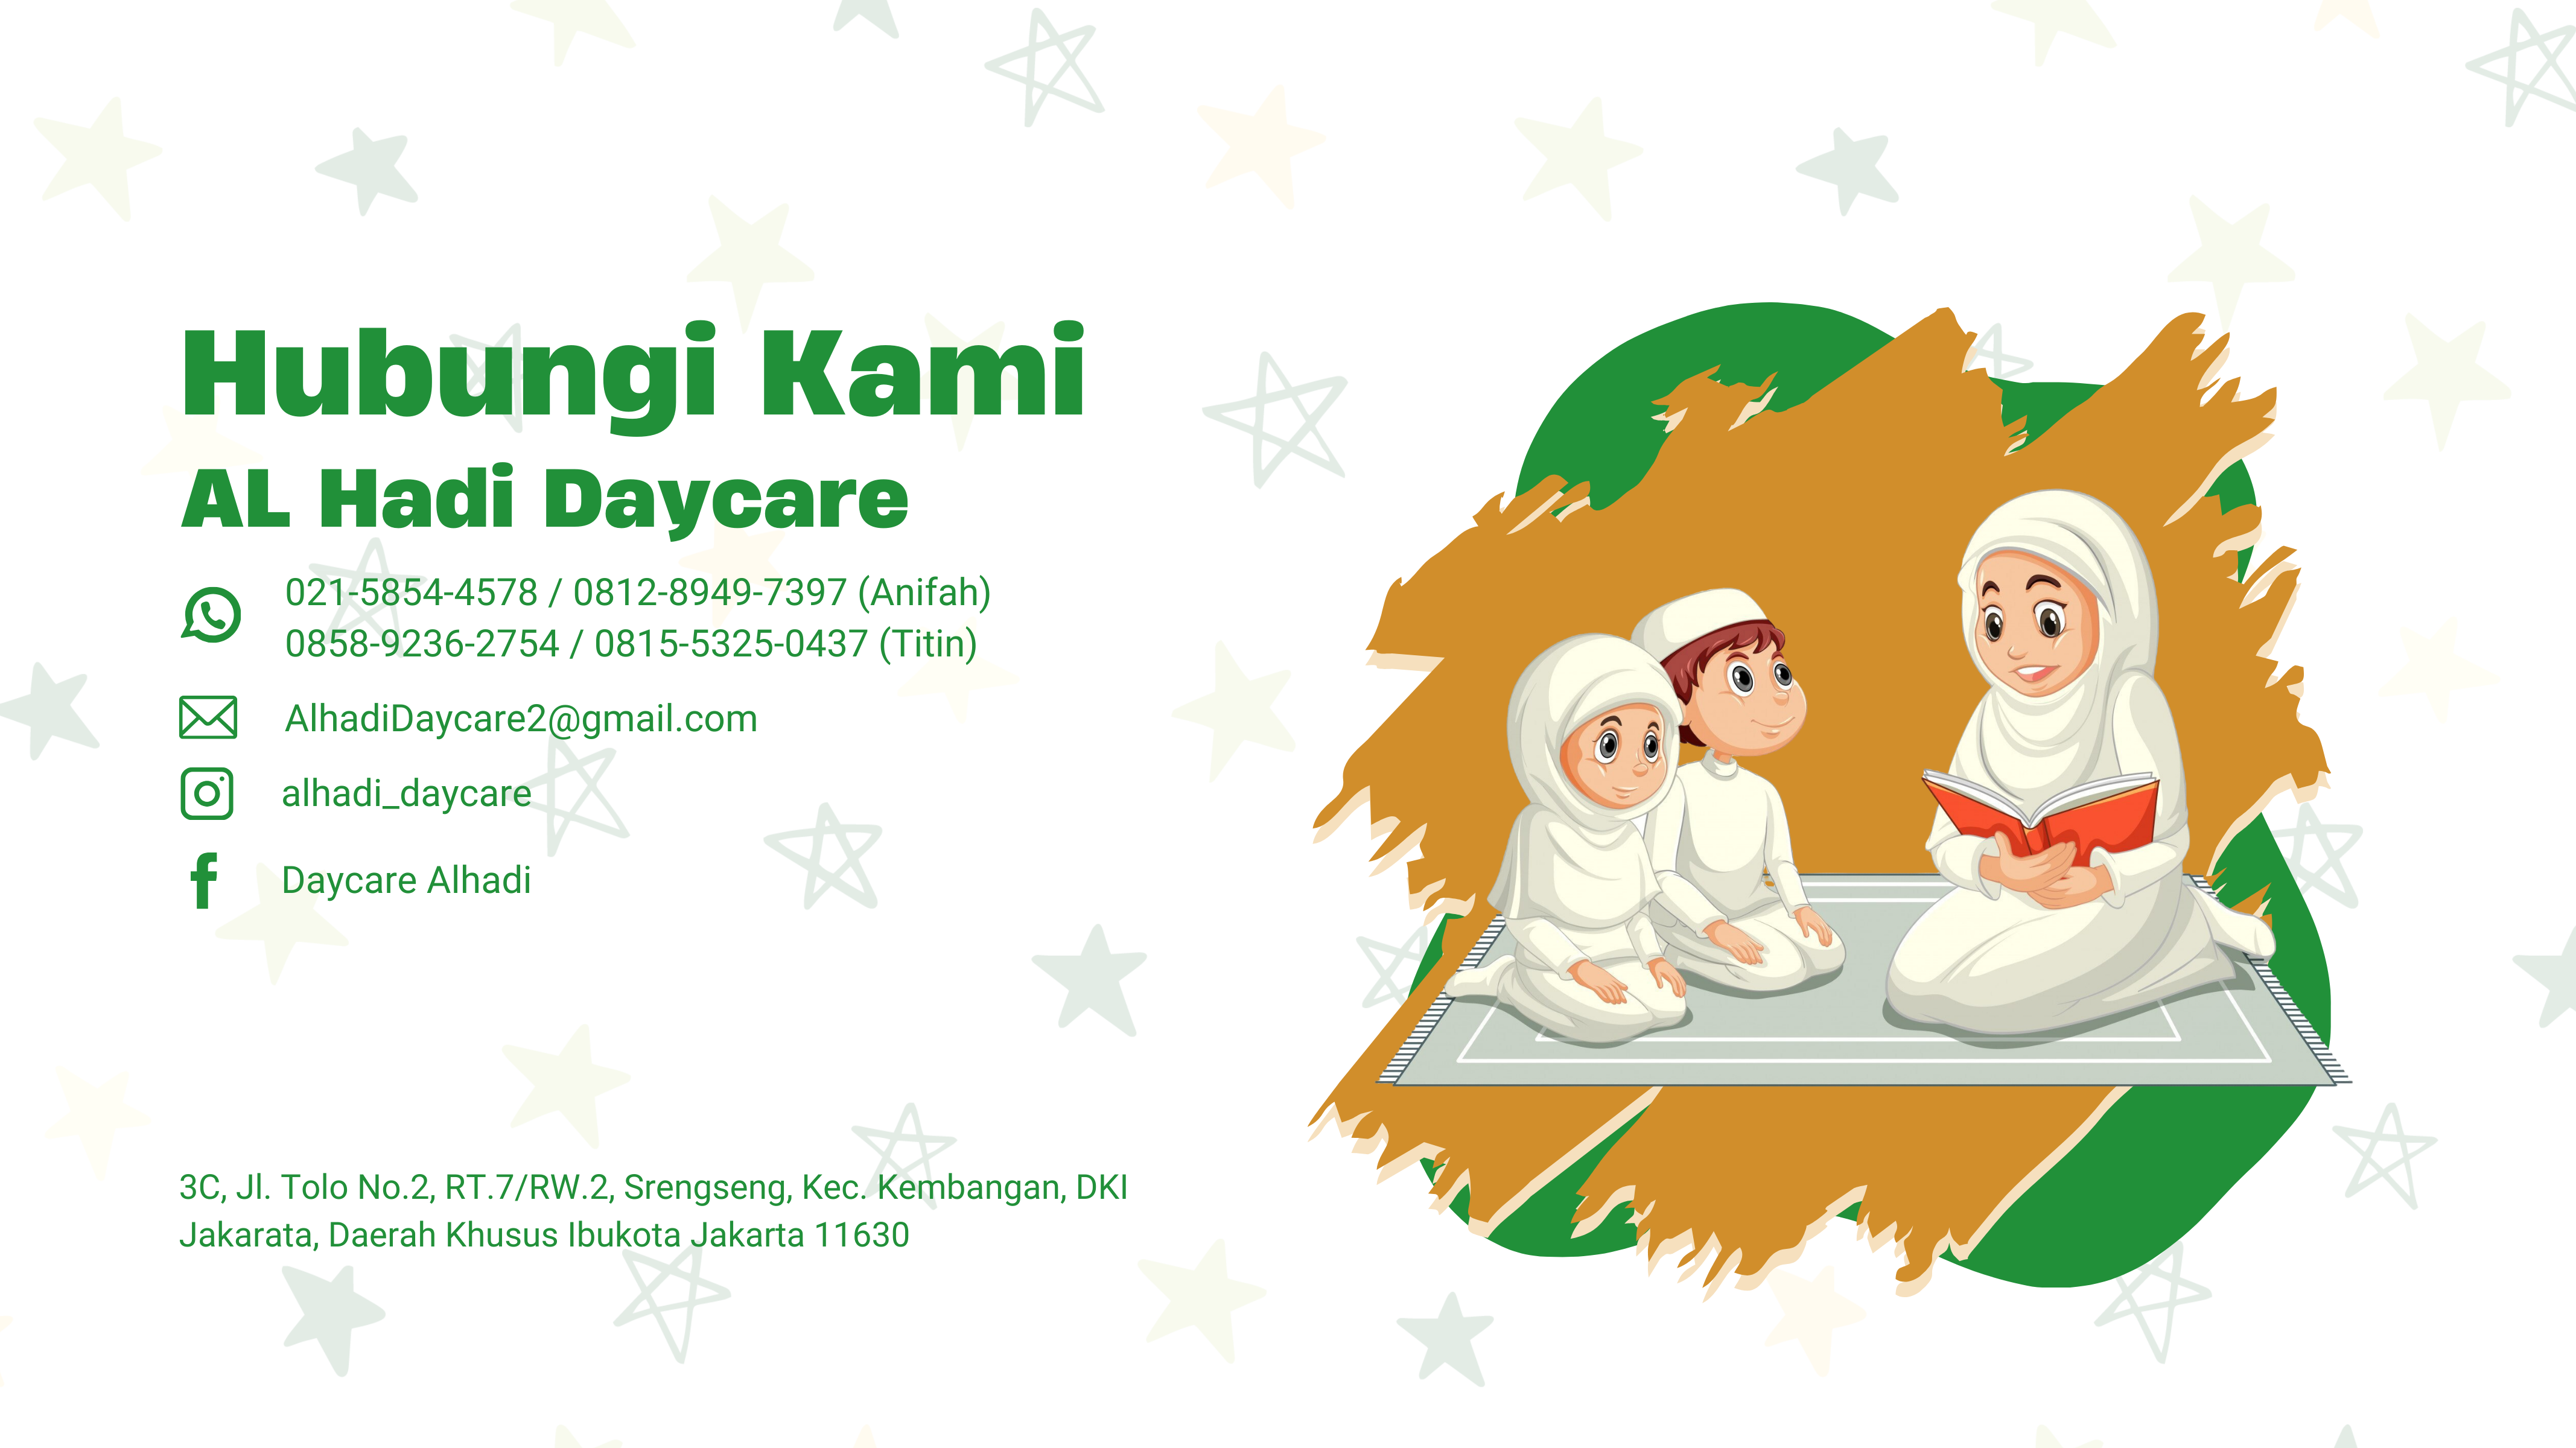 Hubungi Kami
AL Hadi Daycare
021-5854-4578 / 0812-8949-7397 (Anifah)
0858-9236-2754 / 0815-5325-0437 (Titin)
AlhadiDaycare2@gmail.com
alhadi_daycare
Daycare Alhadi
3C, Jl. Tolo No.2, RT.7/RW.2, Srengseng, Kec. Kembangan, DKI
Jakarata, Daerah Khusus Ibukota Jakarta 11630